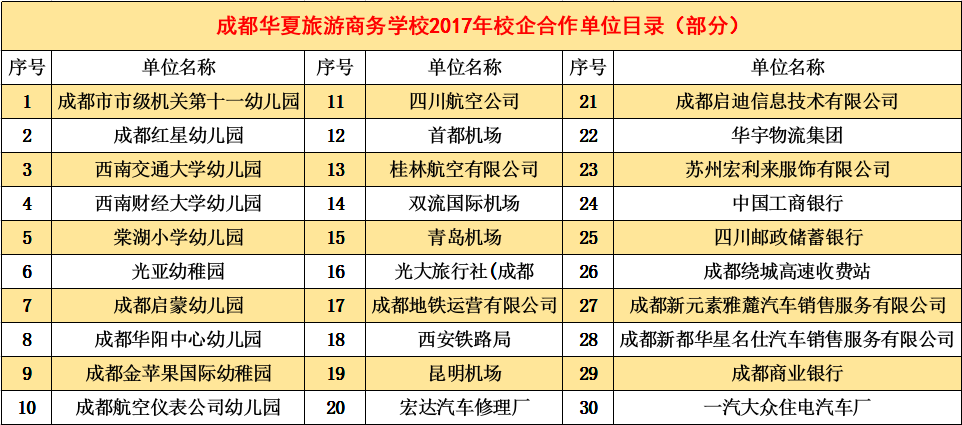 成都华夏旅游商务学校2017年校企合作单位目录（部分）
序号 单位名称 序号 单位名称 序号 单位名称
1 成都市市级机关第十一幼儿园 11 四川航空公司 21 成都启迪信息技术有限公司
2 成都红星幼儿园 12 首都机场 22 华宇物流集团
3 西南交通大学幼儿园 13 桂林航空有限公司 23 苏州宏利来服饰有限公司
4 西南财经大学幼儿园 14 双流国际机场 24 中国工商银行
5 棠湖小学幼儿园 15 青岛机场 25 四川邮政储蓄银行
6 光亚幼稚园 16 光大旅行社(成都 26 成都绕城高速收费站
7 成都启蒙幼儿园 17 成都地铁运营有限公司 27 成都新元素雅麓汽车销售服务有限公司
8 成都华阳中心幼儿园 18 西安铁路局 28 成都新都华星名仕汽车销售服务有限公司
9 成都金苹果国际幼稚园 19 昆明机场 29 成都商业银行
10 成都航空仪表公司幼儿园 20 宏达汽车修理厂 30 一汽大众住电汽车厂